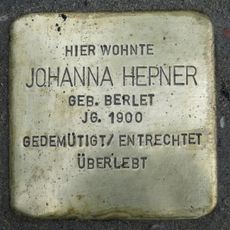 HIER WOHNTE
JOHANNA HEPNER
GEB. BERLET
JG. 1900
GEDEMÜTIGT/ENTRECHTET
ÜBERLEBT